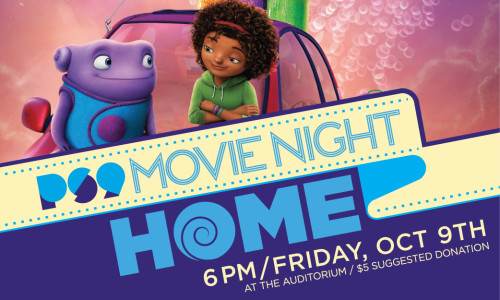 PS9 MOVIE NIGHT
HOME
6 PM/FRIDAY, OCT 9TH
AT THE AUDITORIUM / $5 SUGGESTED DONATION